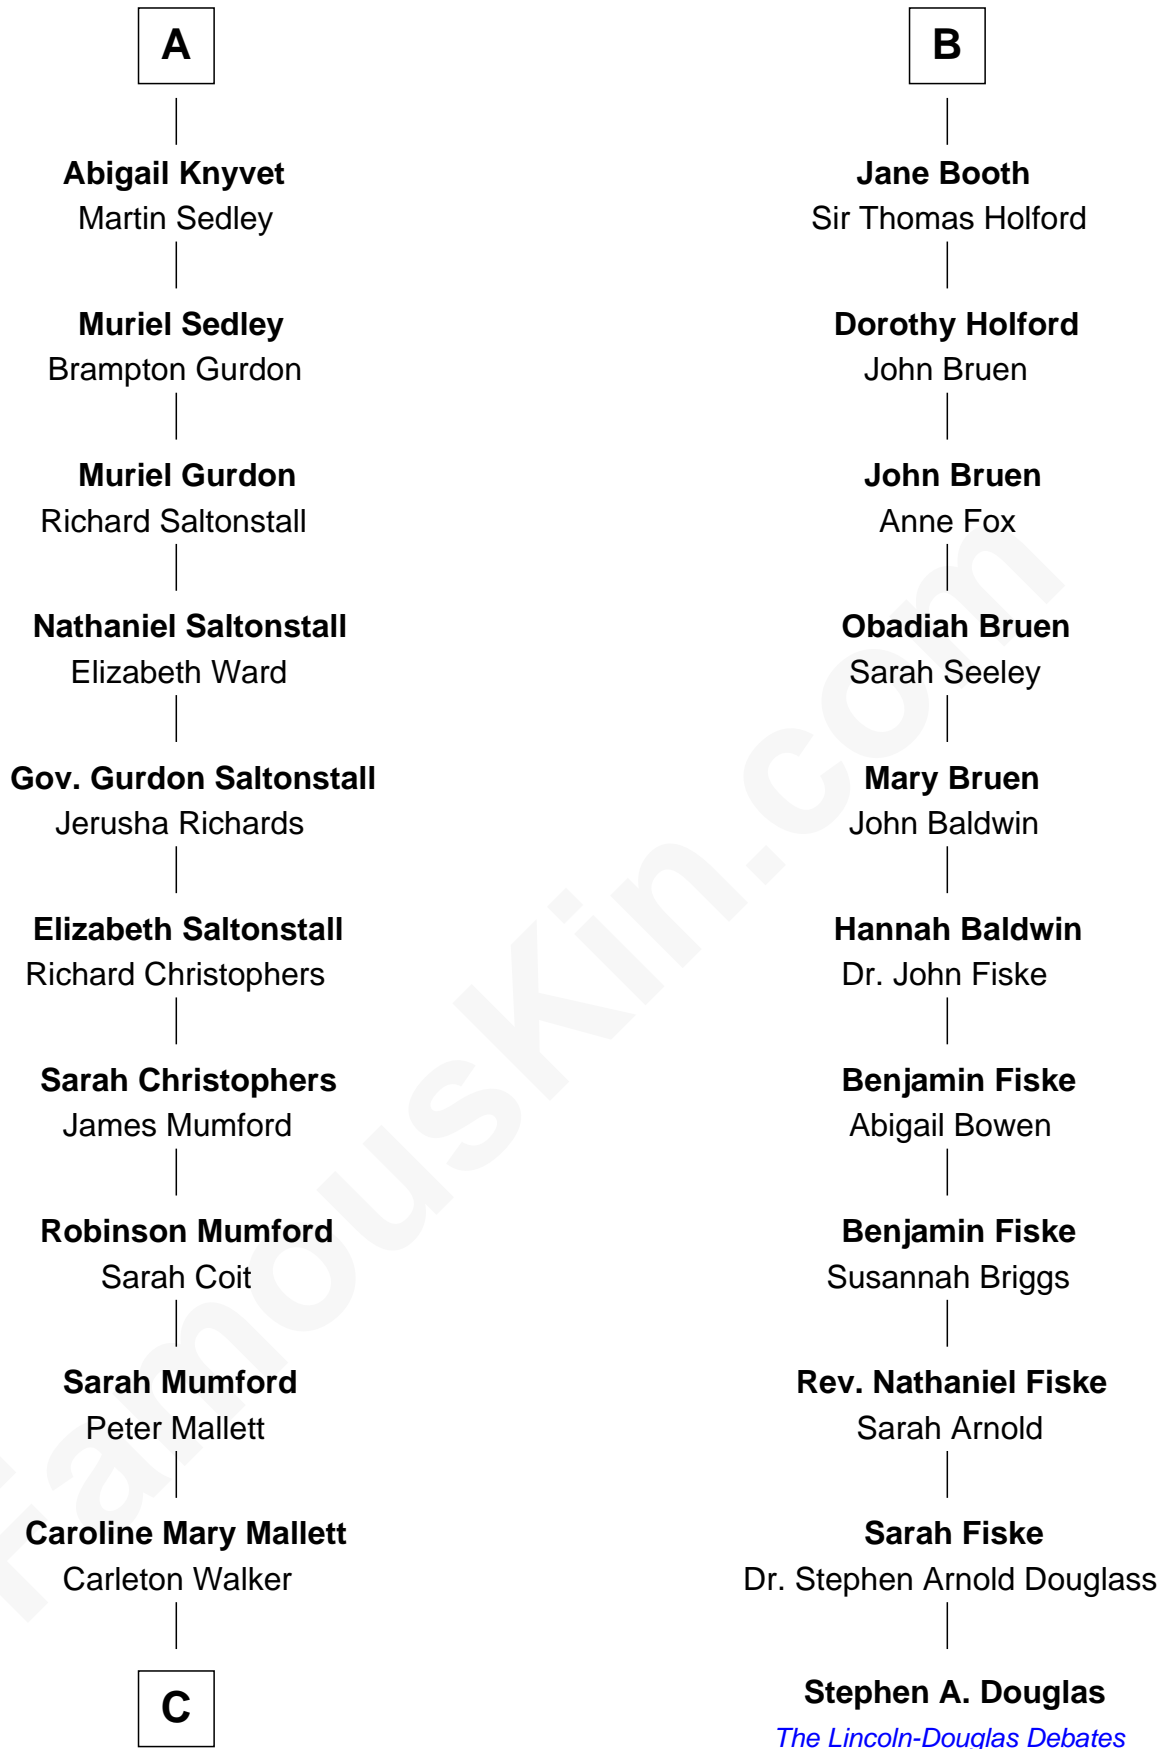 A
Abigail Knyvet
Martin Sedley
Muriel Sedley
Brampton Gurdon
Muriel Gurdon
Richard Saltonstall
Nathaniel Saltonstall
Elizabeth Ward
Gov. Gurdon Saltonstall
Jerusha Richards
Elizabeth Saltonstall
Richard Christophers
Sarah Christophers
James Mumford
Robinson Mumford
Sarah Coit
Sarah Mumford
Peter Mallett
Caroline Mary Mallett
Carleton Walker
C
B
Jane Booth
Sir Thomas Holford
Dorothy Holford
John Bruen
John Bruen
Anne Fox
Obadiah Bruen
Sarah Seeley
Mary Bruen
John Baldwin
Hannah Baldwin
Dr. John Fiske
Benjamin Fiske
Abigail Bowen
Benjamin Fiske
Susannah Briggs
Rev. Nathaniel Fiske
Sarah Arnold
Sarah Fiske
Dr. Stephen Arnold Douglass
Stephen A. Douglas
The Lincoln-Douglas Debates
FamousKin.com